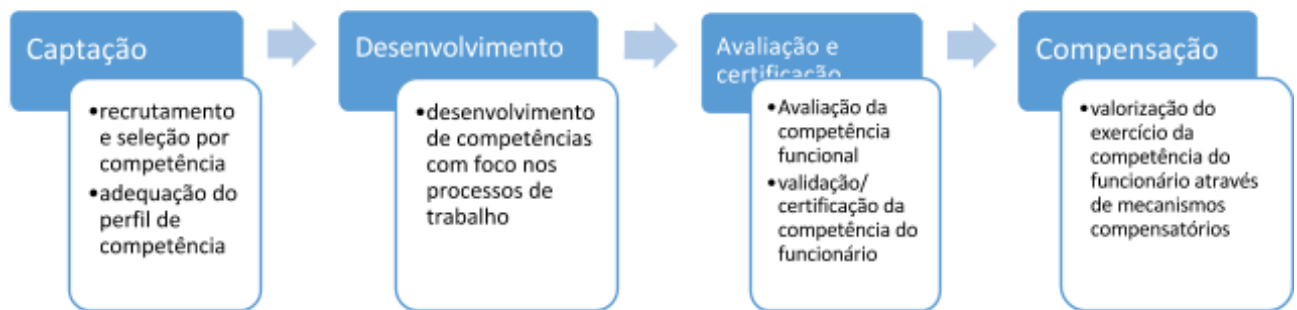 Captação
•recrutamento
e seleção por
competência
•adequação do
perfil de
competência
Desenvolvimento
•desenvolvimento
de competências
com foco nos
processos de
trabalho
Avaliação e
certificação
•Avaliação da
competência
funcional
•validação/
certificação da
competência do
funcionário
Compensação
•valorização do
exercício da
competência do
funcionário através
de mecanismos
compensatórios